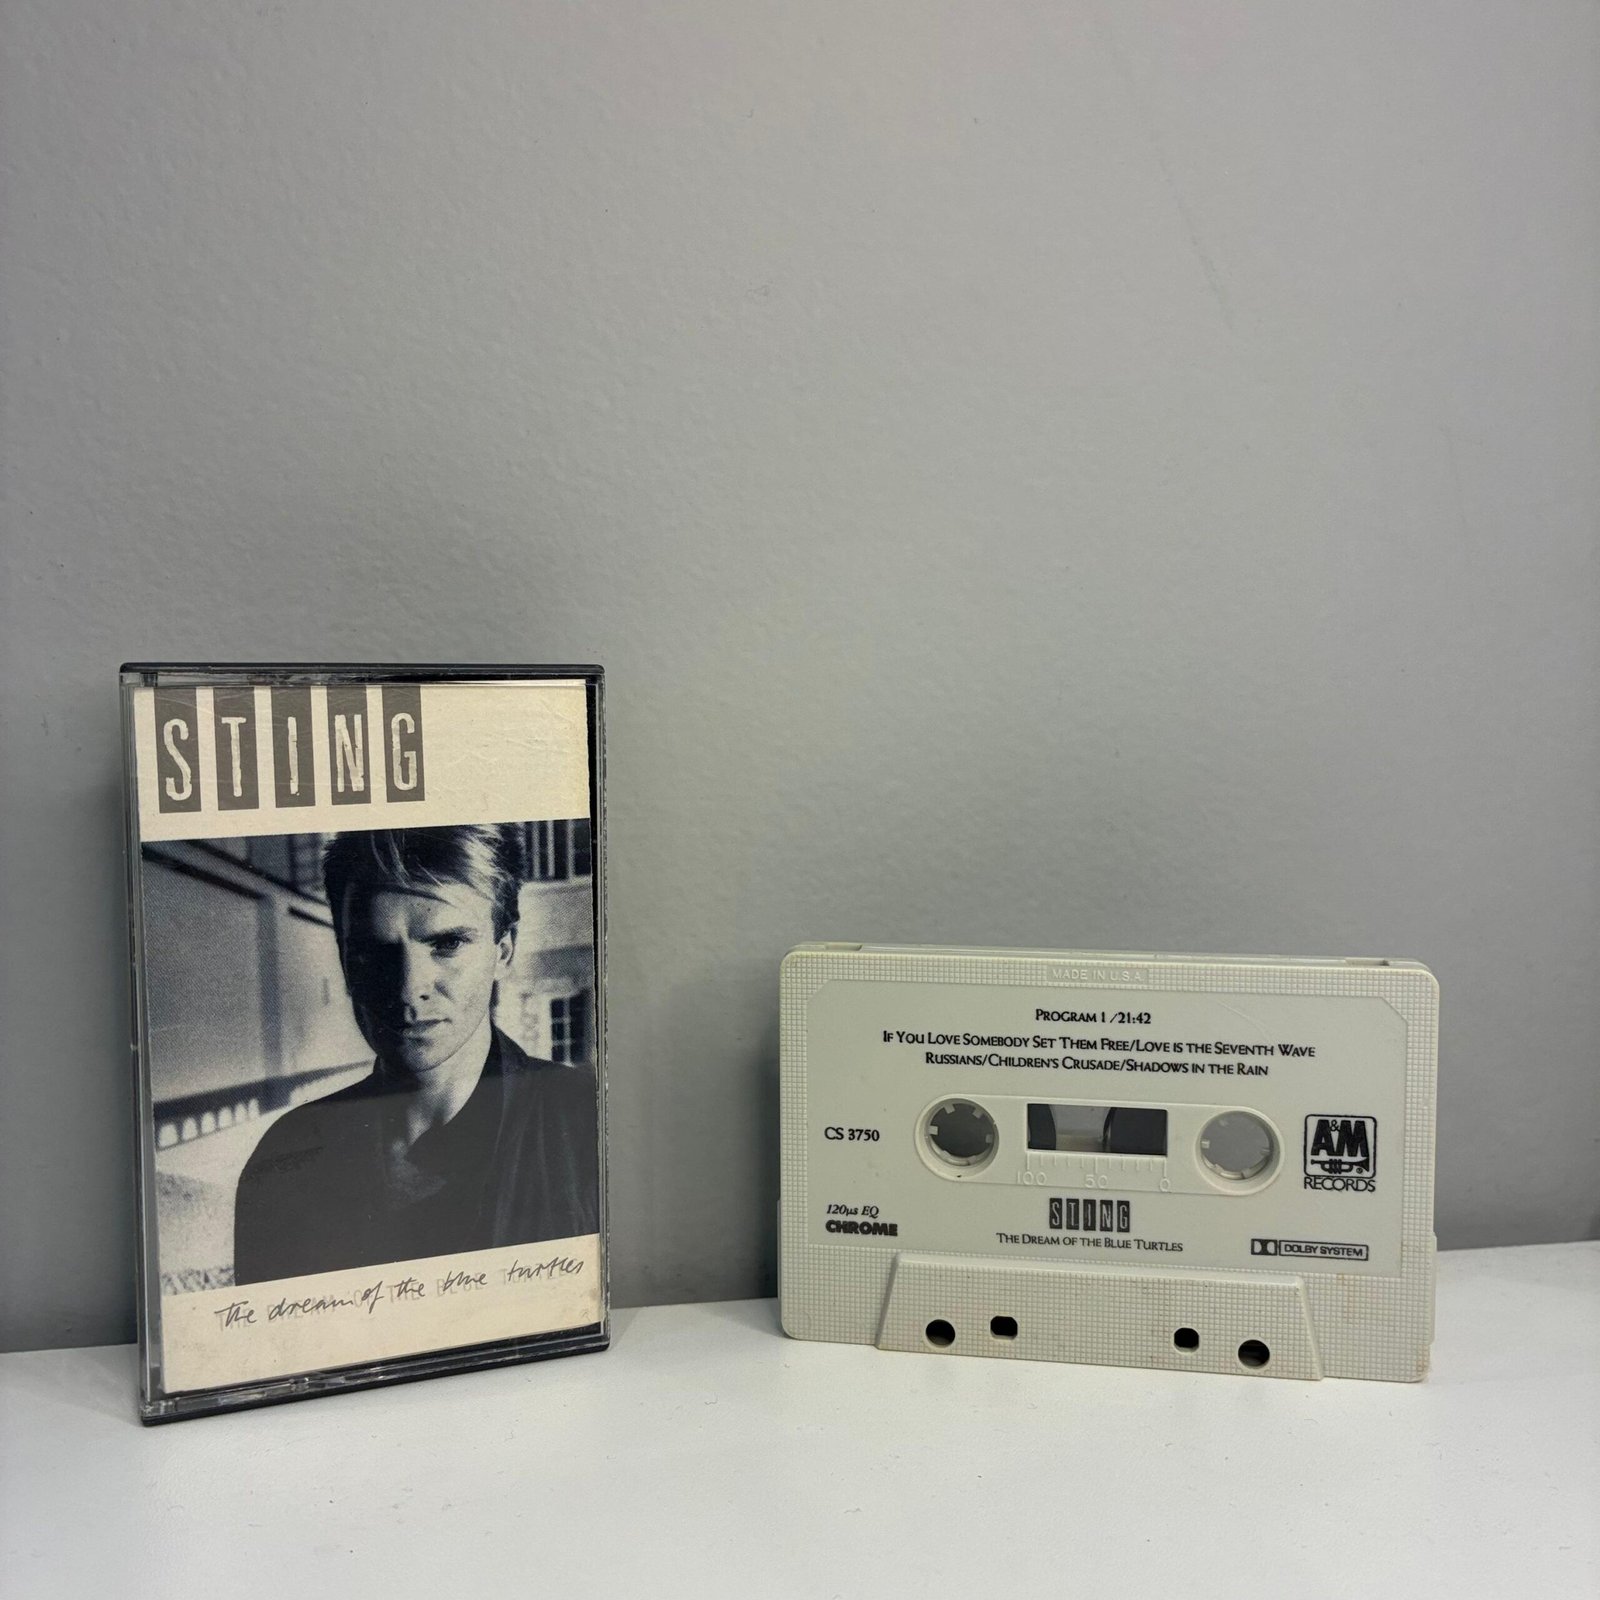 STING
the dream of the blue turtles
MADE IN U.S.A.
PROGRAM 1 /21:42
IF YOU LOVE SOMEBODY SET THEM FREE/LOVE IS THE SEVENTH WAVE
RUSSIANS/CHILDREN'S CRUSADE/SHADOWS IN THE RAIN
CS 3750
A&M
RECORDS
100 50 0
120µs EQ
CHROME
STING
THE DREAM OF THE BLUE TURTLES
DOLBY SYSTEM